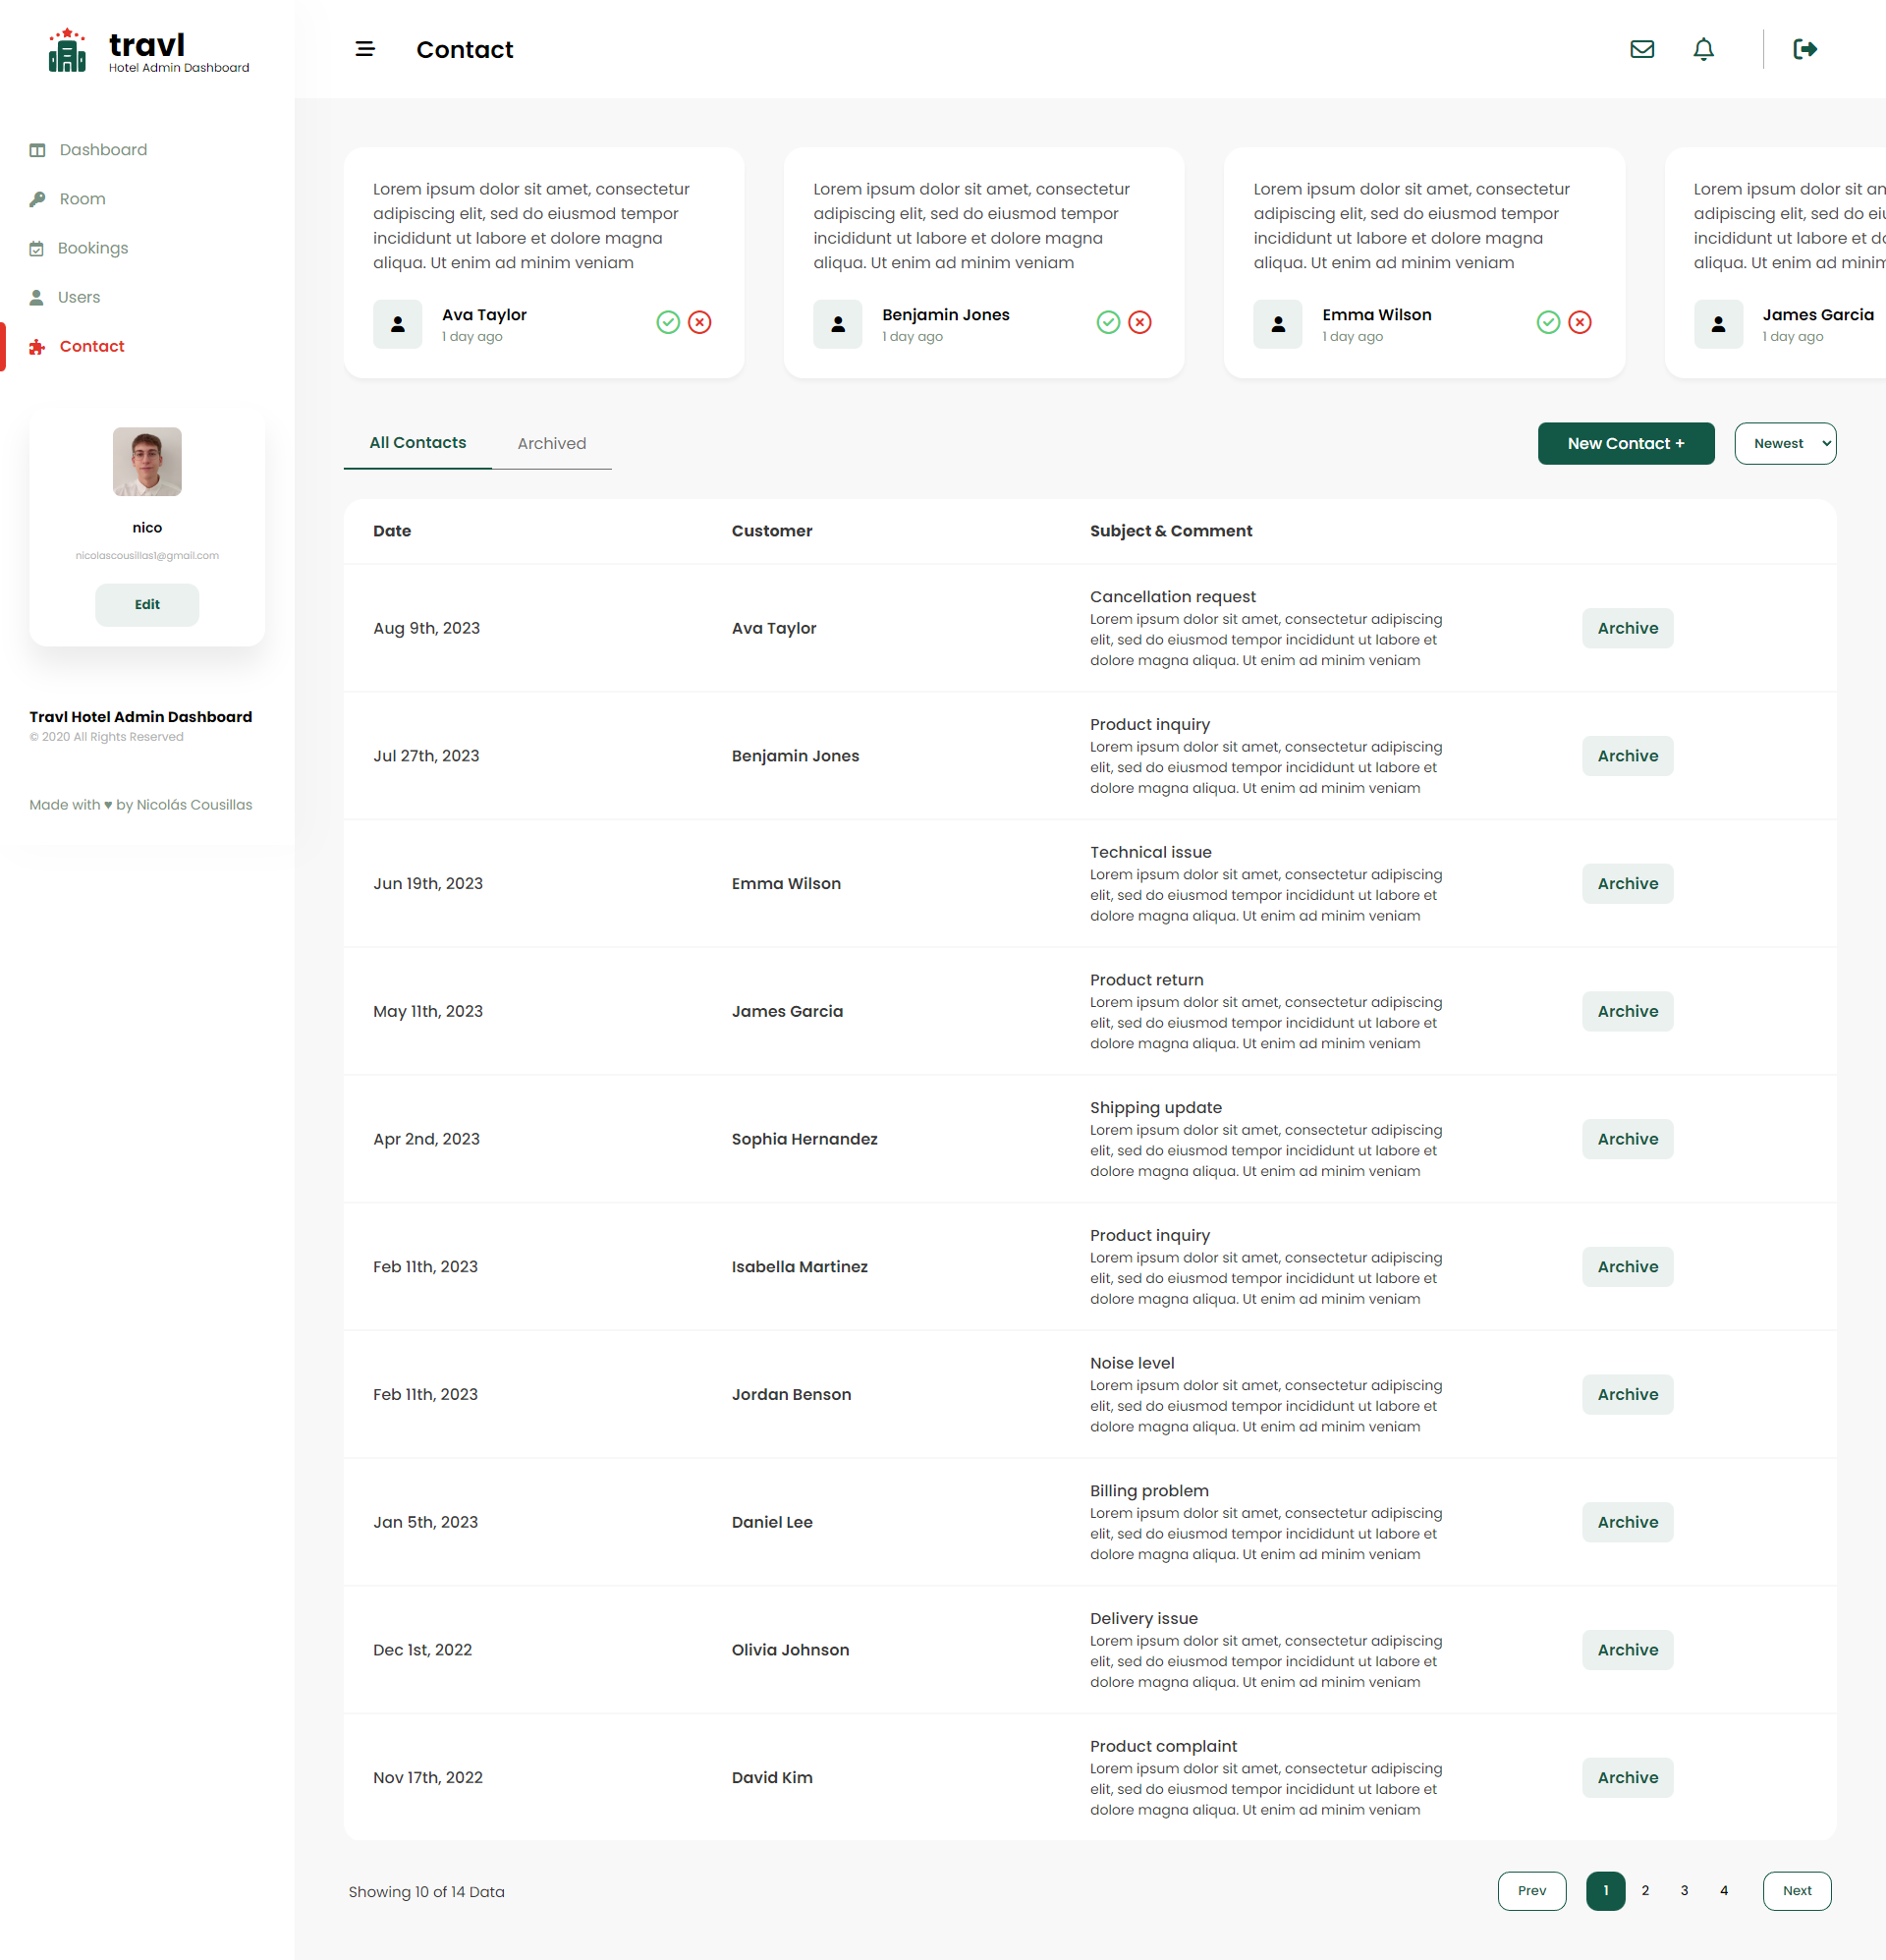 travl
Hotel Admin Dashboard
Dashboard
Room
Bookings
Users
Contact
nico
nicolascousillas1@gmail.com
Edit
Travl Hotel Admin Dashboard
© 2020 All Rights Reserved
Made with ♥ by Nicolás Cousillas
Contact
Lorem ipsum dolor sit amet, consectetur
adipiscing elit, sed do eiusmod tempor
incididunt ut labore et dolore magna
aliqua. Ut enim ad minim veniam
Ava Taylor
1 day ago
Lorem ipsum dolor sit amet, consectetur
adipiscing elit, sed do eiusmod tempor
incididunt ut labore et dolore magna
aliqua. Ut enim ad minim veniam
Benjamin Jones
1 day ago
Lorem ipsum dolor sit amet, consectetur
adipiscing elit, sed do eiusmod tempor
incididunt ut labore et dolore magna
aliqua. Ut enim ad minim veniam
Emma Wilson
1 day ago
Lorem ipsum dolor sit
adipiscing elit, sed do
incididunt ut labore et
aliqua. Ut enim ad
James Garcia
1 day ago
All Contacts
Archived
New Contact +
Newest
Date Customer Subject & Comment
Aug 9th, 2023
Ava Taylor
Cancellation request
Lorem ipsum dolor sit amet, consectetur adipiscing
elit, sed do eiusmod tempor incididunt ut labore et
dolore magna aliqua. Ut enim ad minim veniam
Archive
Jul 27th, 2023
Benjamin Jones
Product inquiry
Lorem ipsum dolor sit amet, consectetur adipiscing
elit, sed do eiusmod tempor incididunt ut labore et
dolore magna aliqua. Ut enim ad minim veniam
Archive
Jun 19th, 2023
Emma Wilson
Technical issue
Lorem ipsum dolor sit amet, consectetur adipiscing
elit, sed do eiusmod tempor incididunt ut labore et
dolore magna aliqua. Ut enim ad minim veniam
Archive
May 11th, 2023
James Garcia
Product return
Lorem ipsum dolor sit amet, consectetur adipiscing
elit, sed do eiusmod tempor incididunt ut labore et
dolore magna aliqua. Ut enim ad minim veniam
Archive
Apr 2nd, 2023
Sophia Hernandez
Shipping update
Lorem ipsum dolor sit amet, consectetur adipiscing
elit, sed do eiusmod tempor incididunt ut labore et
dolore magna aliqua. Ut enim ad minim veniam
Archive
Feb 11th, 2023
Isabella Martinez
Product inquiry
Lorem ipsum dolor sit amet, consectetur adipiscing
elit, sed do eiusmod tempor incididunt ut labore et
dolore magna aliqua. Ut enim ad minim veniam
Archive
Feb 11th, 2023
Jordan Benson
Noise level
Lorem ipsum dolor sit amet, consectetur adipiscing
elit, sed do eiusmod tempor incididunt ut labore et
dolore magna aliqua. Ut enim ad minim veniam
Archive
Jan 5th, 2023
Daniel Lee
Billing problem
Lorem ipsum dolor sit amet, consectetur adipiscing
elit, sed do eiusmod tempor incididunt ut labore et
dolore magna aliqua. Ut enim ad minim veniam
Archive
Dec 1st, 2022
Olivia Johnson
Delivery issue
Lorem ipsum dolor sit amet, consectetur adipiscing
elit, sed do eiusmod tempor incididunt ut labore et
dolore magna aliqua. Ut enim ad minim veniam
Archive
Nov 17th, 2022
David Kim
Product complaint
Lorem ipsum dolor sit amet, consectetur adipiscing
elit, sed do eiusmod tempor incididunt ut labore et
dolore magna aliqua. Ut enim ad minim veniam
Archive
Showing 10 of 14 Data
Prev 1 2 3 4 Next